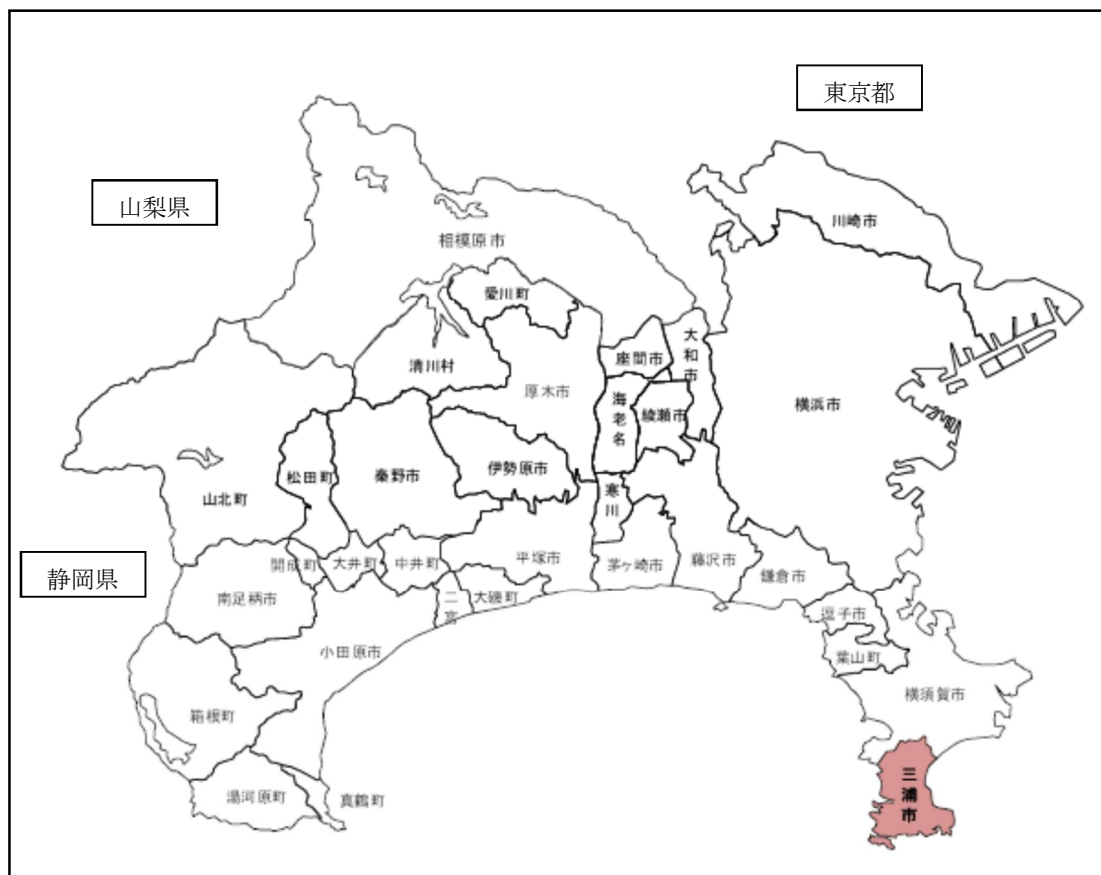 東京都
山梨県
川崎市
相模原市
愛川町
大和市
座間市
清川村
厚木市
海老名
綾瀬市
横浜市
伊勢原市
松田町
秦野市
山北町
寒川
開成町
大井町
中井町
平塚市
茅ヶ崎市
藤沢市
鎌倉市
静岡県
南足柄市
二宮
大磯町
逗子市
小田原市
葉山町
横須賀市
箱根町
三浦市
湯河原町
真鶴町